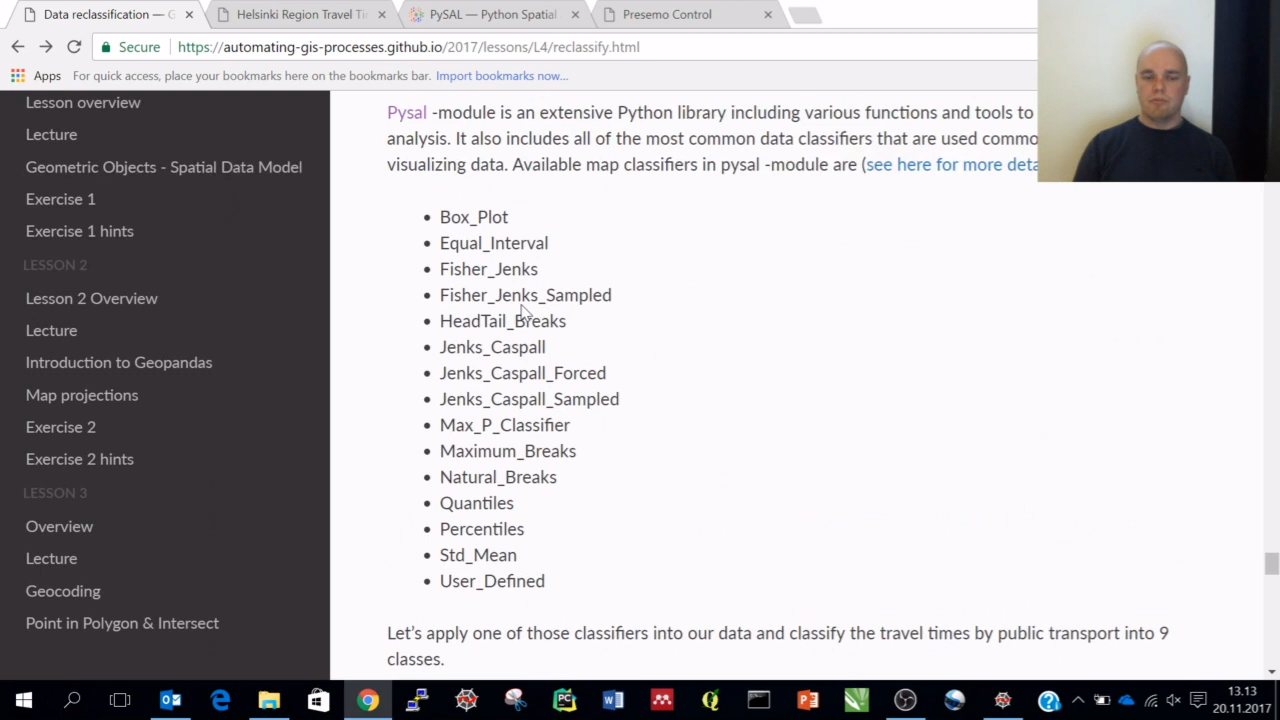 Data reclassification — G
Helsinki Region Travel Ti
PySAL — Python Spatial
Presemo Control
Secure
https://automating-gis-processes.github.io/2017/lessons/L4/reclassify.html
Apps
For quick access, place your bookmarks here on the bookmarks bar. Import bookmarks now...
Lesson overview
Lecture
Geometric Objects - Spatial Data Model
Exercise 1
Exercise 1 hints
LESSON 2
Lesson 2 Overview
Lecture
Introduction to Geopandas
Map projections
Exercise 2
Exercise 2 hints
LESSON 3
Overview
Lecture
Geocoding
Point in Polygon & Intersect
Pysal -module is an extensive Python library including various functions and tools to
analysis. It also includes all of the most common data classifiers that are used commo
visualizing data. Available map classifiers in pysal -module are (see here for more deta
Box_Plot
Equal_Interval
Fisher_Jenks
Fisher_Jenks_Sampled
HeadTail_Breaks
Jenks_Caspall
Jenks_Caspall_Forced
Jenks_Caspall_Sampled
Max_P_Classifier
Maximum_Breaks
Natural_Breaks
Quantiles
Percentiles
Std_Mean
User_Defined
Let's apply one of those classifiers into our data and classify the travel times by public transport into 9
classes.
13.13
20.11.2017